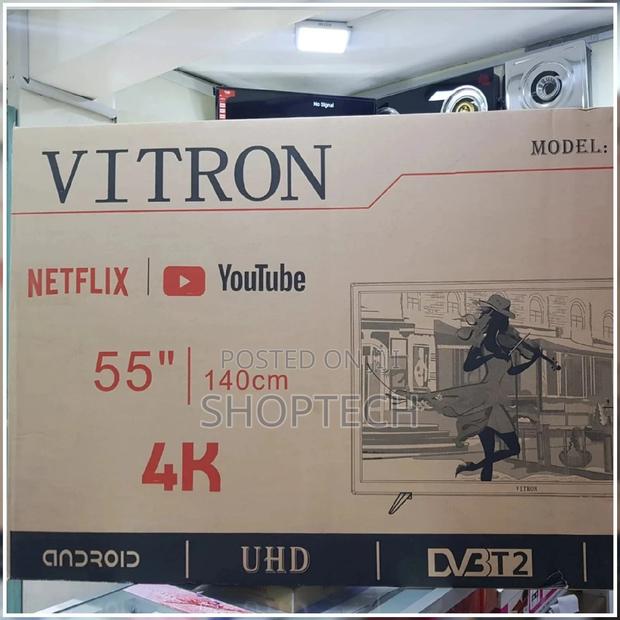 No Signal
VITRON
MODEL:
NETFLIX | YouTube
55" | 140cm
POSTED ON
SHOPTECH
4K
VITRON
ANDROID | UHD | DVBT2 |